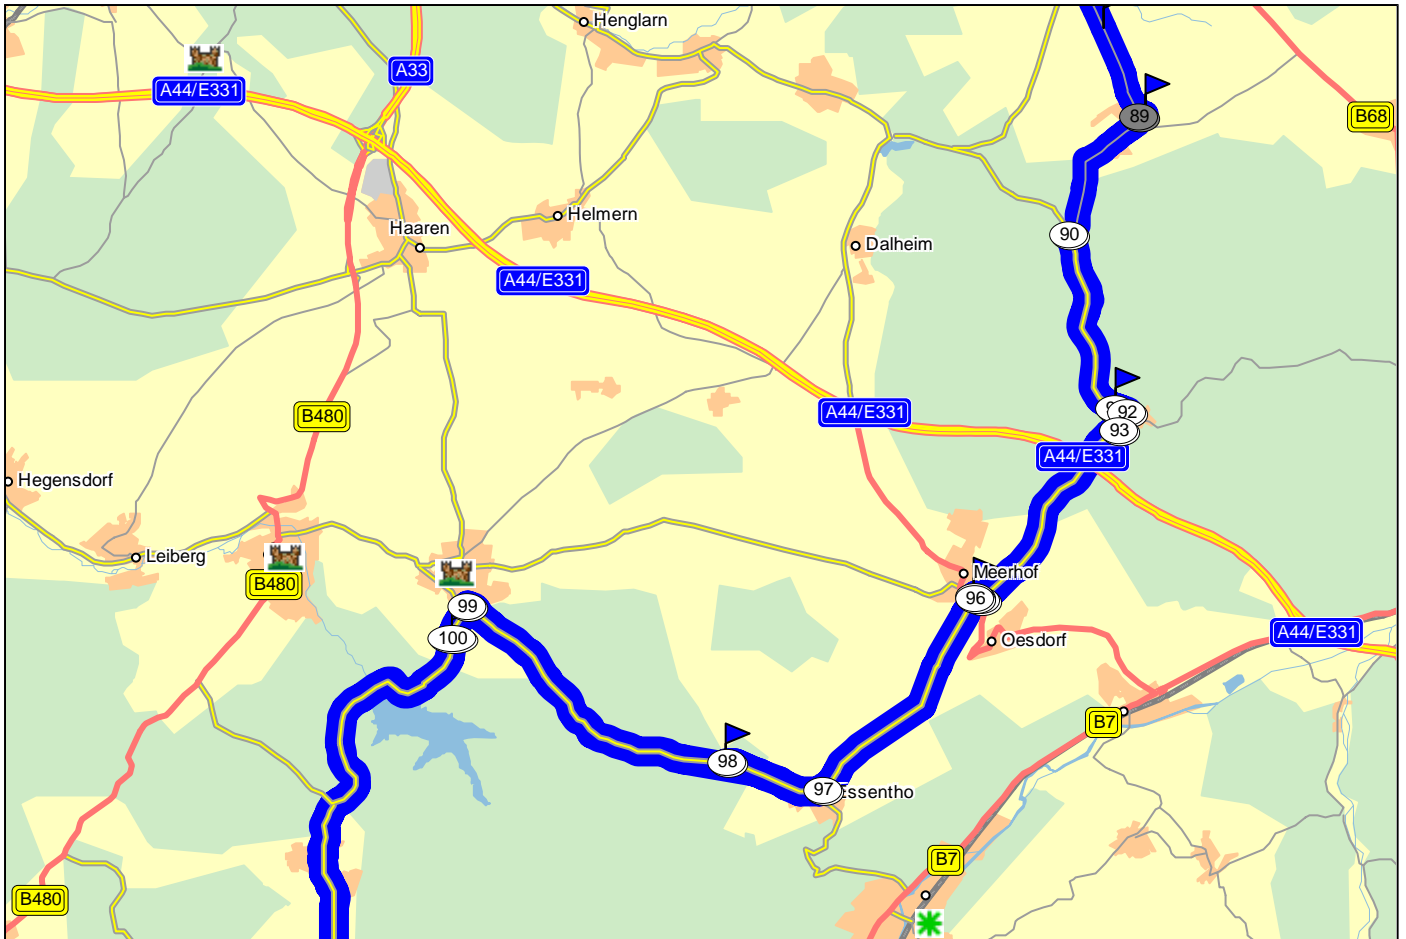 Henglarn
A33
A44/E331
89
B68
Helmern
Haaren
90
Dalheim
A44/E331
92
A44/E331
B480
93
A44/E331
Hegensdorf
Leiberg
Meerhof
B480
96
99
A44/E331
100
Oesdorf
B7
98
97
Essentho
B7
B480